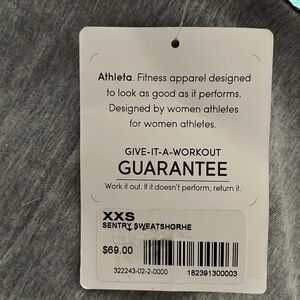 Athleta. Fitness apparel designed
to look as good as it performs.
Designed by women athletes
for women athletes.
GIVE-IT-A-WORKOUT
GUARANTEE
Work it out. If it doesn't perform, return it.
XXS
SENTRY SWEATSHGRHE
$69.00
322243-02-2-0000 182391300003